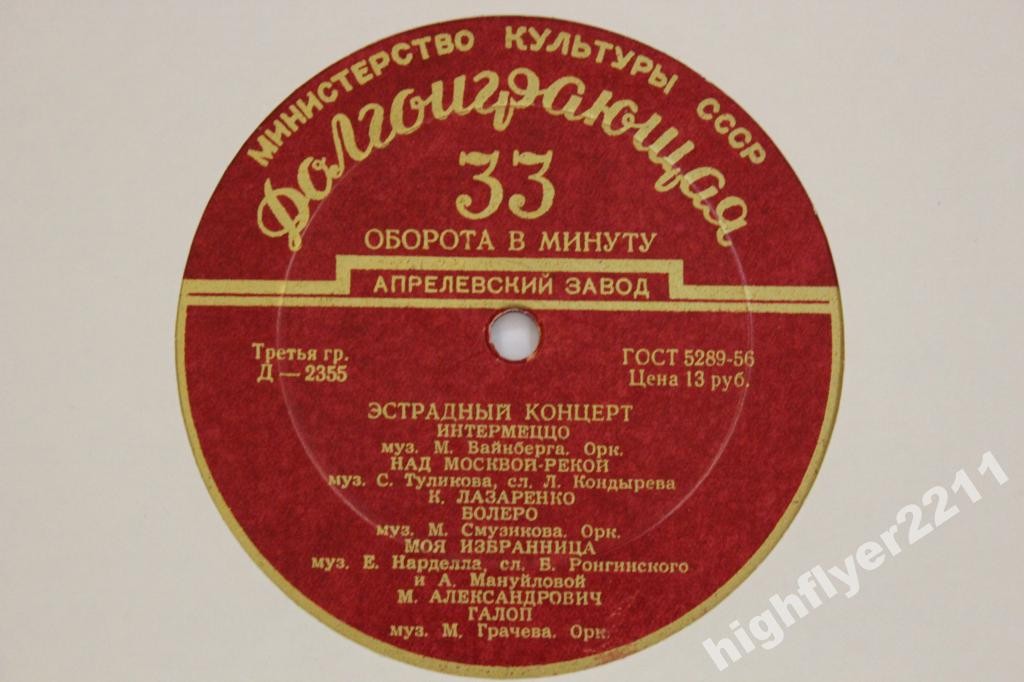 МИНИСТЕРСТВО КУЛЬТУРЫ СССР
Долгоиграющая
33
ОБОРОТА В МИНУТУ
АПРЕЛЕВСКИЙ ЗАВОД
Третья гр.
Д — 2355
ГОСТ 5289-56
Цена 13 руб.
ЭСТРАДНЫЙ КОНЦЕРТ
ИНТЕРМЕЦЦО
муз. М. Вайнберга. Орк.
НАД МОСКВОЙ-РЕКОЙ
муз. С. Туликова, сл. Л. Кондырева
К. ЛАЗАРЕНКО
БОЛЕРО
муз. М. Смузикова. Орк.
МОЯ ИЗБРАННИЦА
муз. Е. Нарделла, сл. Б. Ронгинского
и А. Мануйловой
М. АЛЕКСАНДРОВИЧ
ГАЛОП
муз. М. Грачева. Орк.
highflyer2211